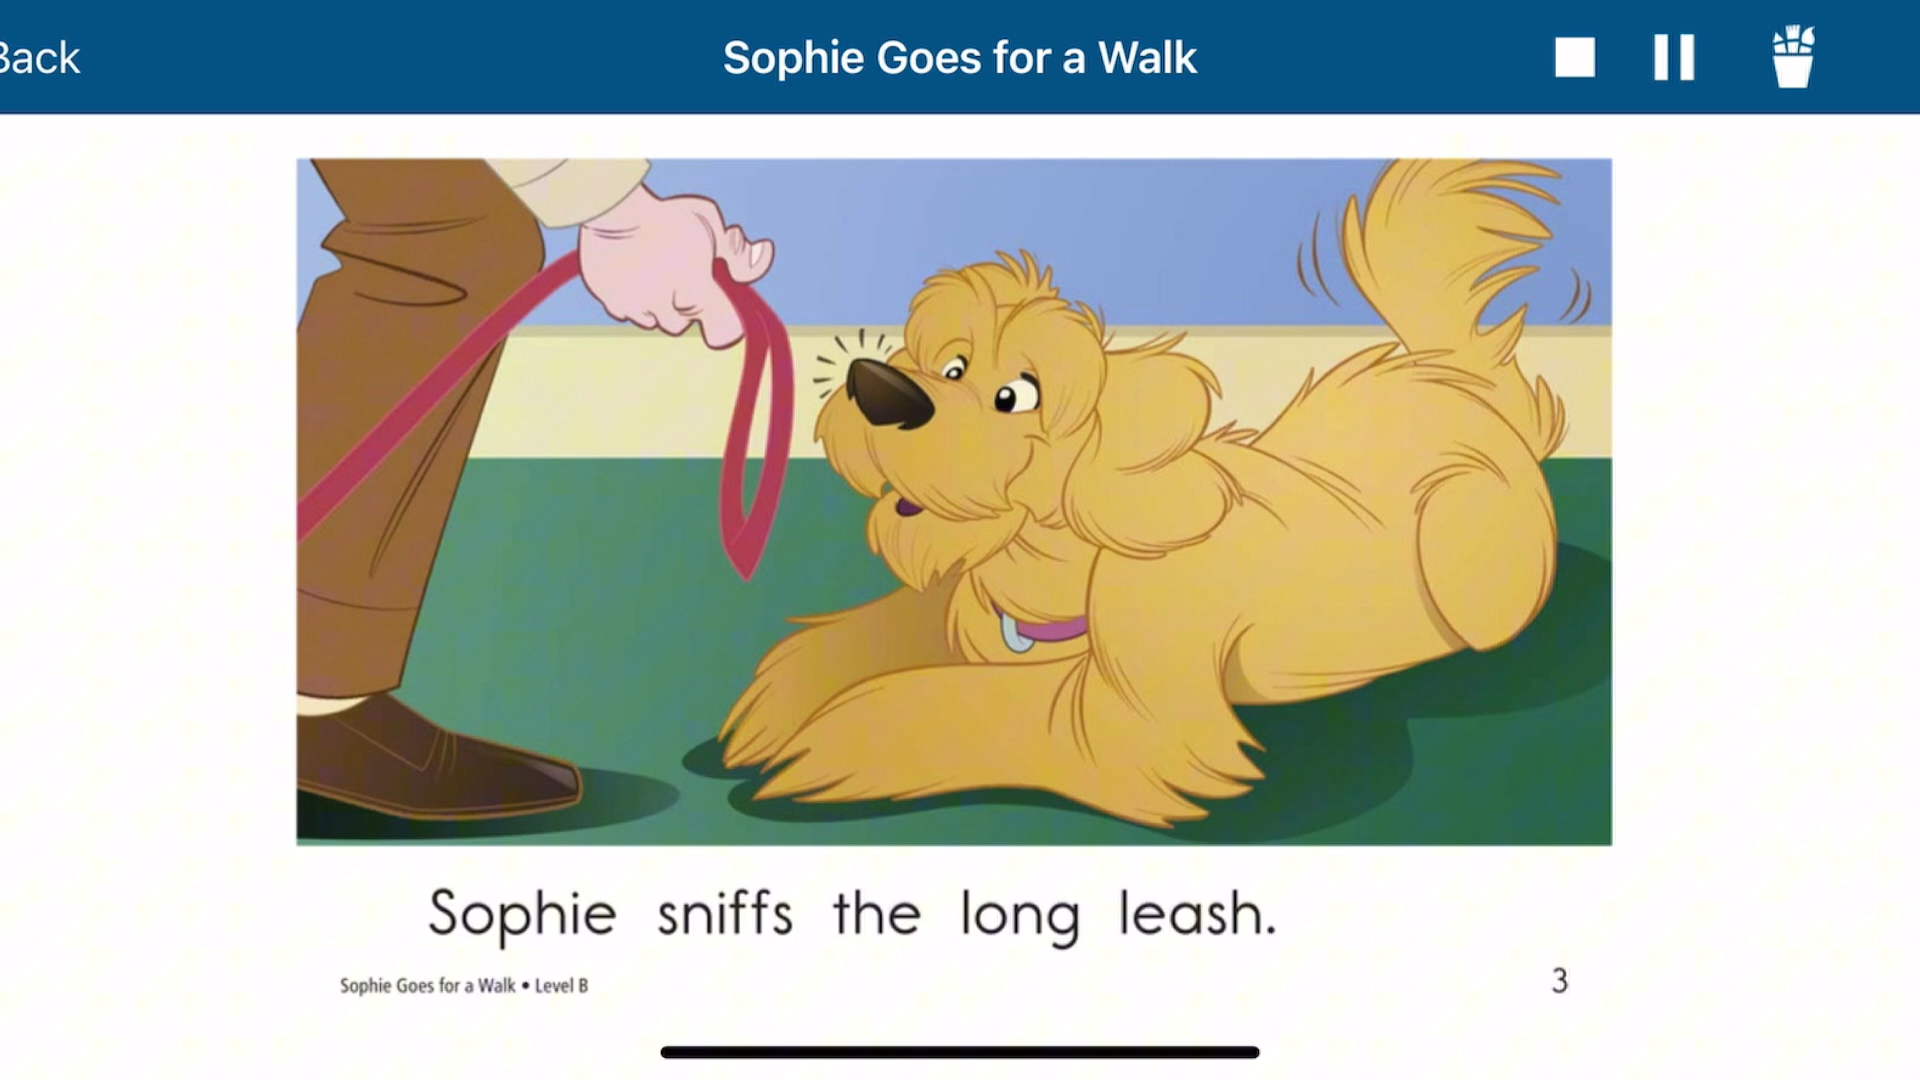 Back
Sophie Goes for a Walk
Sophie sniffs the long leash.
Sophie Goes for a Walk • Level B
3